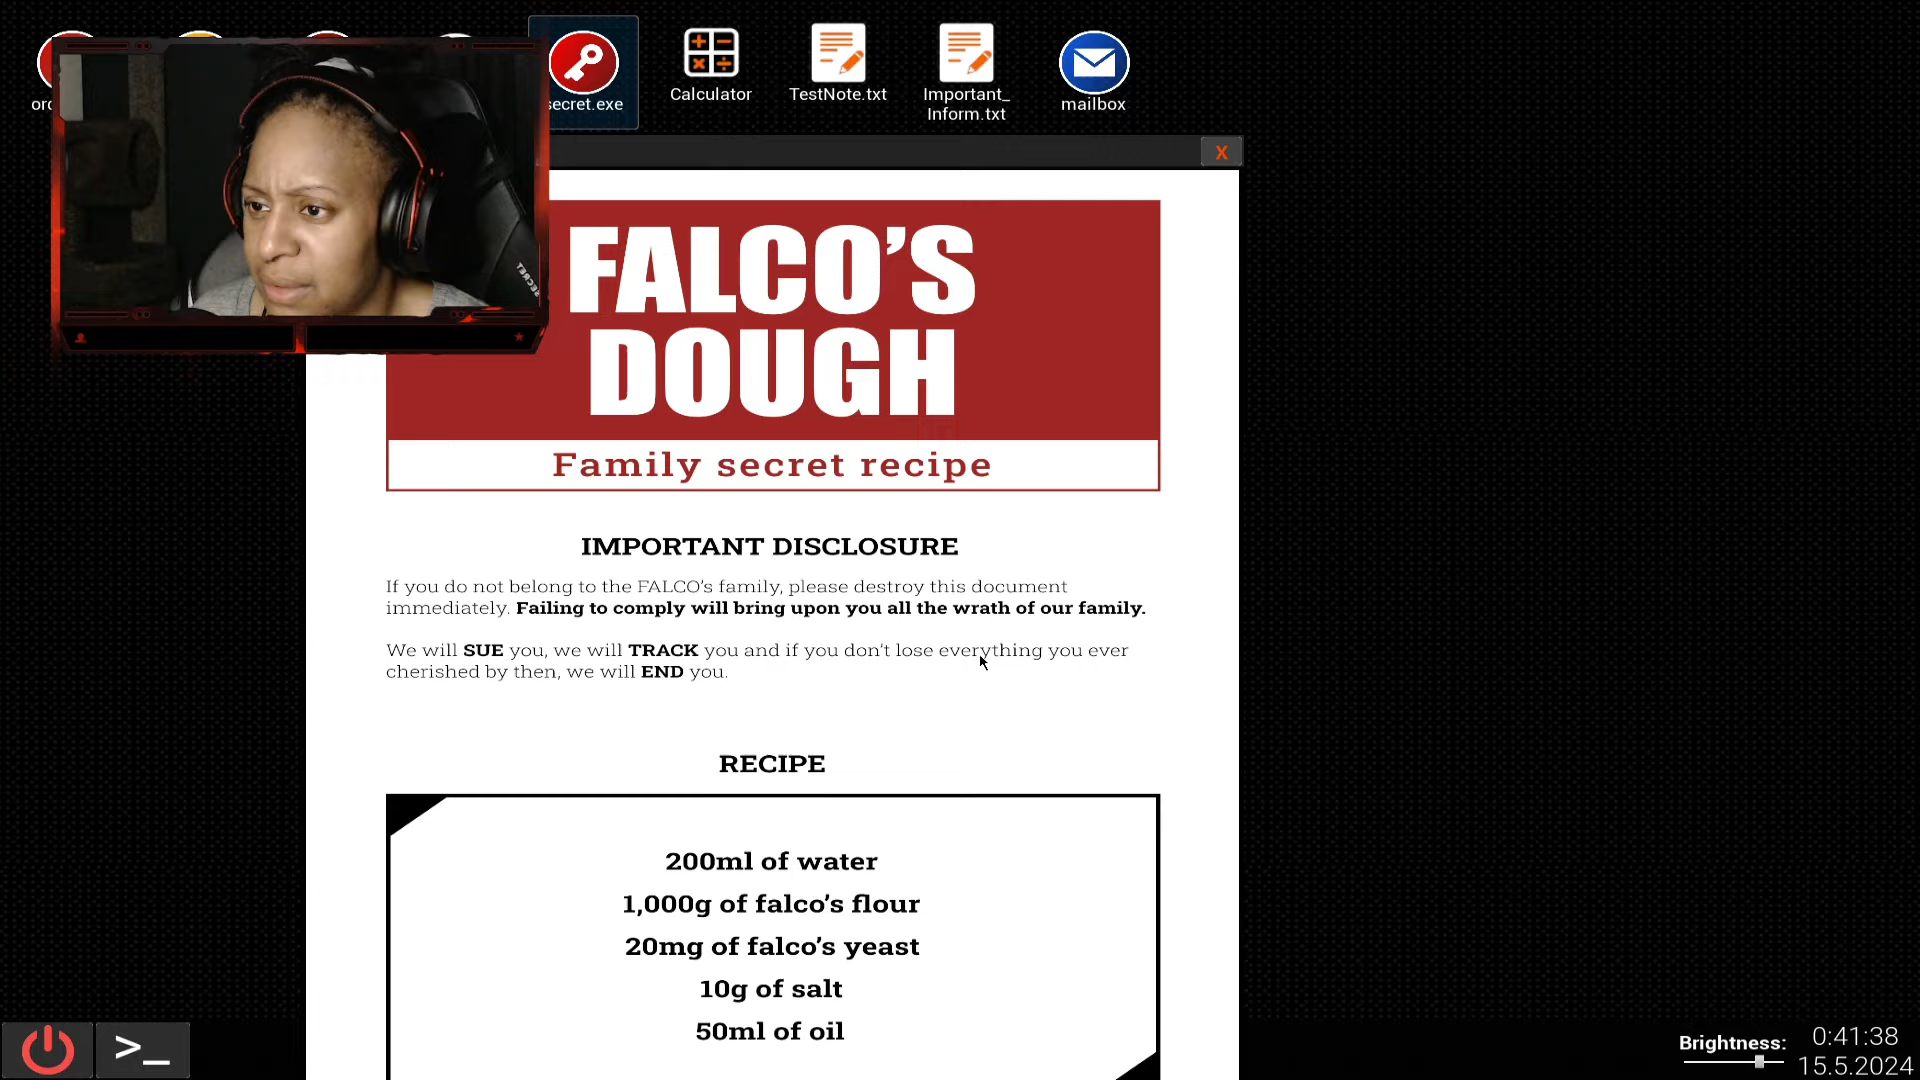 secret.exe
Calculator
TestNote.txt
Important_
Inform.txt
mailbox
X
FALCO'S
DOUGH
Family secret recipe
IMPORTANT DISCLOSURE
If you do not belong to the FALCO's family, please destroy this document
immediately. Failing to comply will bring upon you all the wrath of our family.
We will SUE you, we will TRACK you and if you don't lose everything you ever
cherished by then, we will END you.
RECIPE
200ml of water
1,000g of falco's flour
20mg of falco's yeast
10g of salt
50ml of oil
>_
Brightness:
0:41:38
15.5.2024